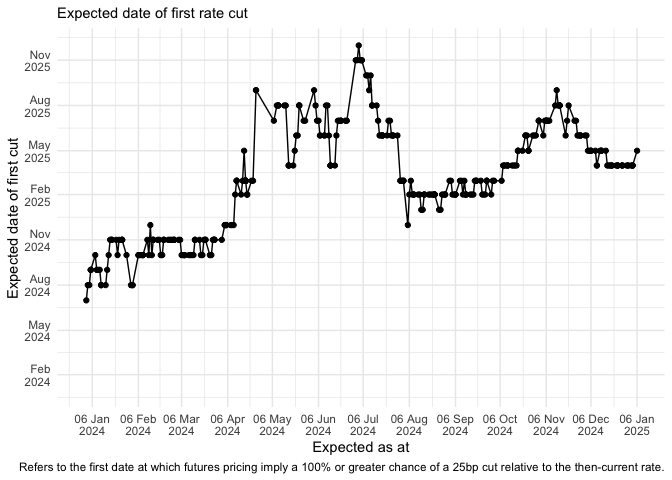 Expected date of first rate cut
Expected date of first cut
Nov
2025
Aug
2025
May
2025
Feb
2025
Nov
2024
Aug
2024
May
2024
Feb
2024
06 Jan 06 Feb 06 Mar 06 Apr 06 May 06 Jun 06 Jul 06 Aug 06 Sep 06 Oct 06 Nov 06 Dec 06 Jan
2024 2024 2024 2024 2024 2024 2024 2024 2024 2024 2024 2024 2025
Expected as at
Refers to the first date at which futures pricing imply a 100% or greater chance of a 25bp cut relative to the then-current rate.